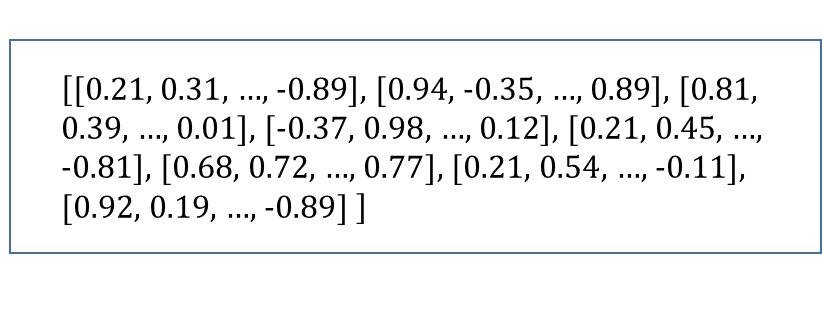 [[0.21, 0.31, …, -0.89], [0.94, -0.35, …, 0.89], [0.81,
0.39, …, 0.01], [-0.37, 0.98, …, 0.12], [0.21, 0.45, …,
-0.81], [0.68, 0.72, …, 0.77], [0.21, 0.54, …, -0.11],
[0.92, 0.19, …, -0.89] ]